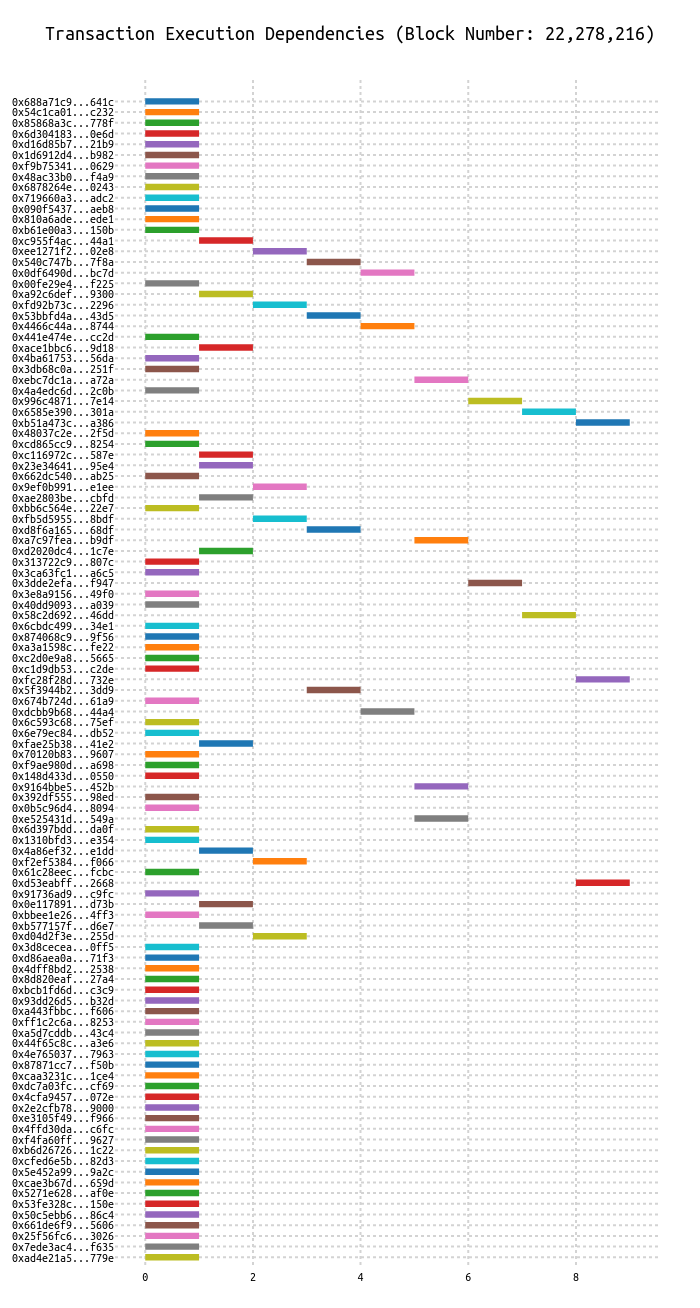 Transaction Execution Dependencies (Block Number: 22,278,216)
0x688a71c9...641c
0x54c1ca01...c232
0x85868a3c...778f
0x6d304183...0e6d
0xd16d85b7...21b9
0x1d6912d4...b982
0xf9b75341...0629
0x48ac33b0...f4a9
0x6878264e...0243
0x719660a3...adc2
0x090f5437...aeb8
0x810a6ade...ede1
0xb61e00a3...150b
0xc955f4ac...44a1
0xee1271f2...02e8
0x540c747b...7f8a
0x0df6490d...bc7d
0x00fe29e4...f225
0xa92c6def...9300
0xfd92b73c...2296
0x53bbfd4a...43d5
0x4466c44a...8744
0x441e474e...cc2d
0xace1bbc6...9d18
0x4ba61753...56da
0x3db68c0a...251f
0xebc7dc1a...a72a
0x4a4edc6d...2c0b
0x996c4871...7e14
0x6585e390...301a
0xb51a473c...a386
0x48037c2e...2f5d
0xcd865cc9...8254
0xc116972c...587e
0x23e34641...95e4
0x662dc540...ab25
0x9ef0b991...e1ee
0xae2803be...cbfd
0xbb6c564e...22e7
0xfb5d5955...8bdf
0xd8f6a165...68df
0xa7c97fea...b9df
0xd2020dc4...1c7e
0x313722c9...807c
0x3ca63fc1...a6c5
0x3dde2efa...f947
0x3e8a9156...49f0
0x40dd9093...a039
0x58c2d692...46dd
0x6cbdc499...34e1
0x874068c9...9f56
0xa3a1598c...fe22
0xc2d0e9a8...5665
0xc1d9db53...c2de
0xfc28f28d...732e
0x5f3944b2...3dd9
0x674b724d...61a9
0xdcbb9b68...44a4
0x6c593c68...75ef
0x6e79ec84...db52
0xfae25b38...41e2
0x70120b83...9607
0xf9ae980d...a698
0x148d433d...0550
0x9164bbe5...452b
0x392df555...98ed
0x0b5c96d4...8094
0xe525431d...549a
0x6d397bdd...da0f
0x1310bfd3...e354
0x4a86ef32...e1dd
0xf2ef5384...f066
0x61c28eec...fcbc
0xd53eabff...2668
0x91736ad9...c9fc
0x0e117891...d73b
0xbbee1e26...4ff3
0xb577157f...d6e7
0xd04d2f3e...255d
0x3d8cecea...0ff5
0xd86aea0a...71f3
0x4dff8bd2...2538
0x8d820eaf...27a4
0xbcb1fd6d...c3c9
0x93dd26d5...b32d
0xa443fbbc...f606
0xff1c2c6a...8253
0xa5d7cddb...43c4
0x44f65c8c...a3e6
0x4e765037...7963
0x87871cc7...f50b
0xcaa3231c...1ce4
0xdc7a03fc...cf69
0x4cfa9457...072e
0x2e2cfb78...9000
0xe3105f49...f966
0x4ffd30da...c6fc
0xf4fa60ff...9627
0xb6d26726...1c22
0xcfed6e5b...82d3
0x5e452a99...9a2c
0xcae3b67d...659d
0x5271e628...af0e
0x53fe328c...150e
0x50c5ebb6...86c4
0x661de6f9...5606
0x25f56fc6...3026
0x7ede3ac4...f635
0xad4e21a5...779e
0 2 4 6 8